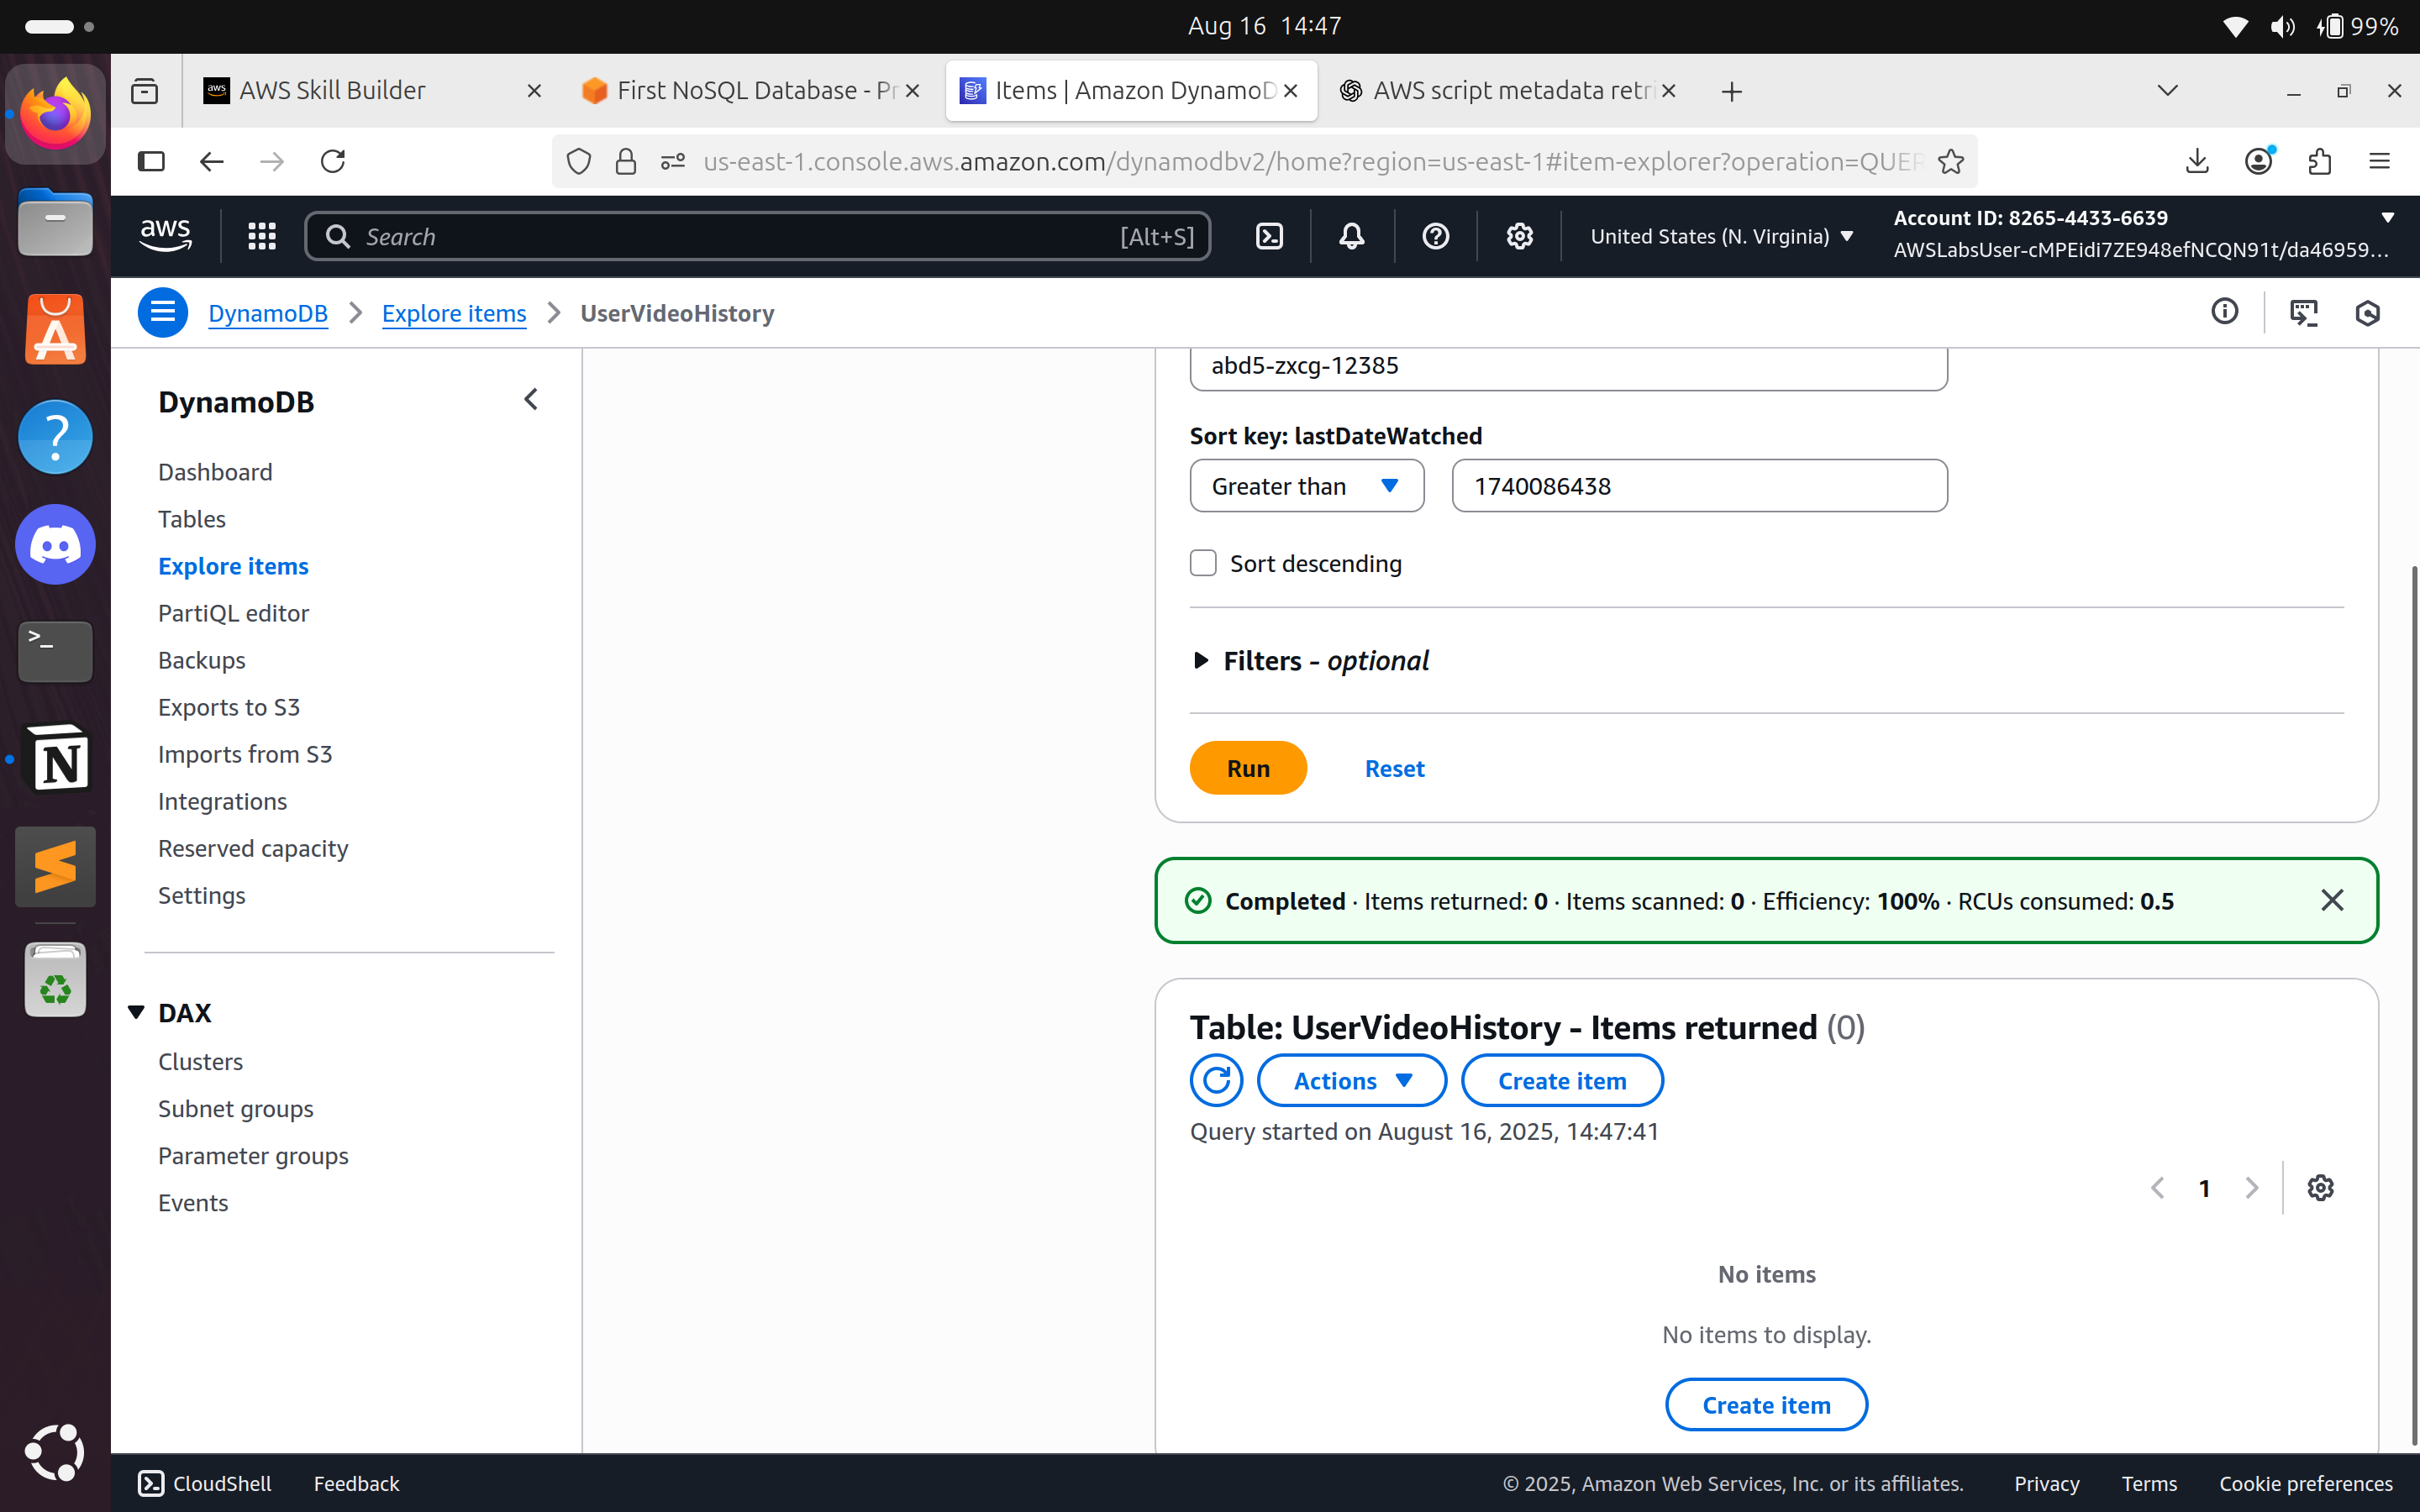 Aug 16 14:47
99%
AWS Skill Builder
First NoSQL Database - Pr
Items | Amazon DynamoD
AWS script metadata retri
us-east-1.console.aws.amazon.com/dynamodbv2/home?region=us-east-1#item-explorer?operation=QUER
aws
Search
[Alt+S]
United States (N. Virginia)
Account ID: 8265-4433-6639
AWSLabsUser-cMPEidi7ZE948efNCQN91t/da46959...
DynamoDB
Explore items
UserVideoHistory
DynamoDB
Dashboard
Tables
Explore items
PartiQL editor
Backups
Exports to S3
Imports from S3
Integrations
Reserved capacity
Settings
DAX
Clusters
Subnet groups
Parameter groups
Events
abd5-zxcg-12385
Sort key: lastDateWatched
Greater than
1740086438
Sort descending
Filters - optional
Run
Reset
Completed · Items returned: 0 · Items scanned: 0 · Efficiency: 100% · RCUs consumed: 0.5
Table: UserVideoHistory - Items returned (0)
Actions
Create item
Query started on August 16, 2025, 14:47:41
1
No items
No items to display.
Create item
CloudShell
Feedback
© 2025, Amazon Web Services, Inc. or its affiliates.
Privacy
Terms
Cookie preferences